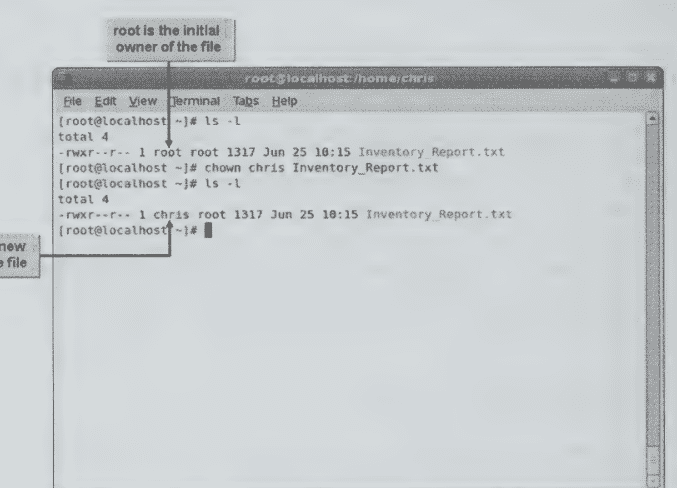 root is the initial
owner of the file
root@localhost:/home/chris
File Edit View Terminal Tabs Help
[root@localhost ~]# ls -l
total 4
-rwxr--r-- 1 root root 1317 Jun 25 10:15 Inventory_Report.txt
[root@localhost ~]# chown chris Inventory_Report.txt
[root@localhost ~]# ls -l
total 4
-rwxr--r-- 1 chris root 1317 Jun 25 10:15 Inventory_Report.txt
[root@localhost ~]#
new
file